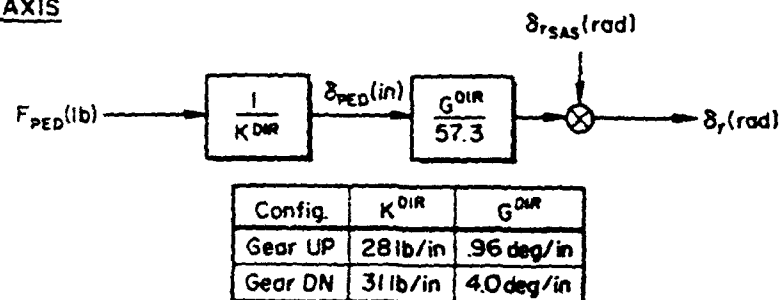 AXIS
δrSAS(rad)
FPED(lb)
1
KDIR
δPED(in)
GDIR
57.3
δr(rad)
Config. KDIR GDIR
Gear UP 28 lb/in .96 deg/in
Gear DN 31 lb/in 4.0 deg/in